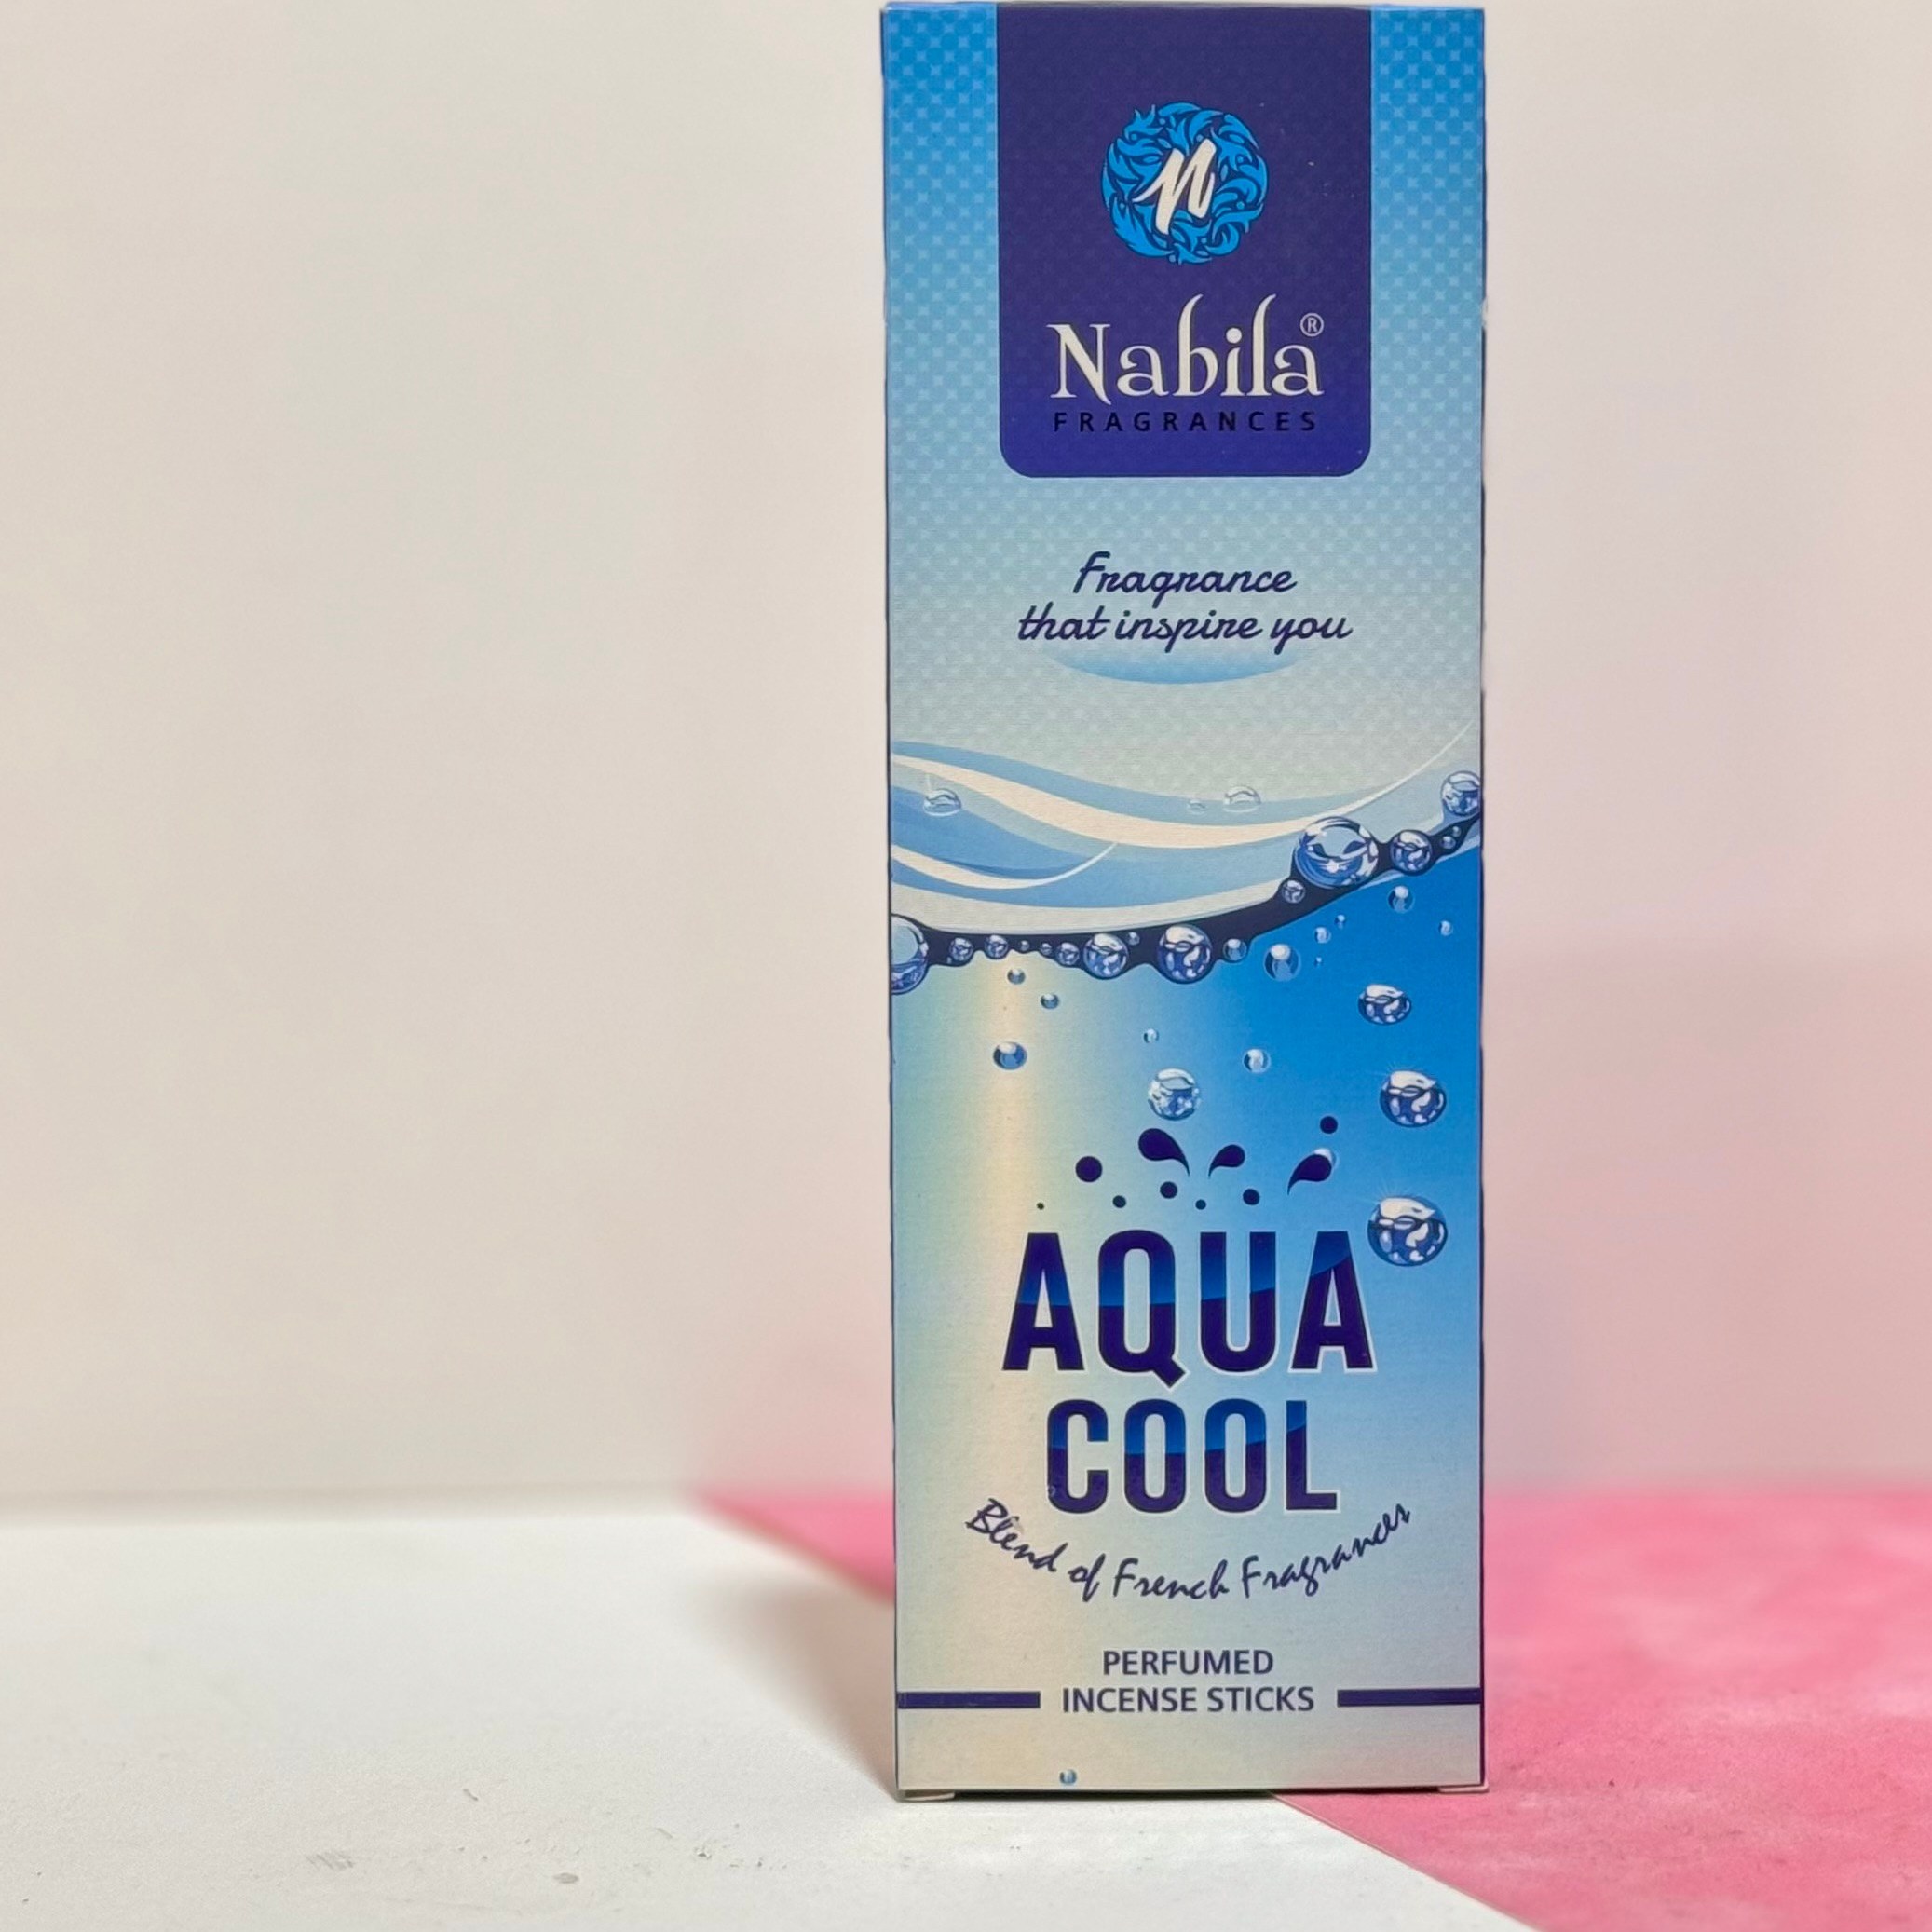 N
Nabila®
FRAGRANCES
Fragrance
that inspire you
AQUA
COOL
Blend of French Fragrances
PERFUMED
INCENSE STICKS